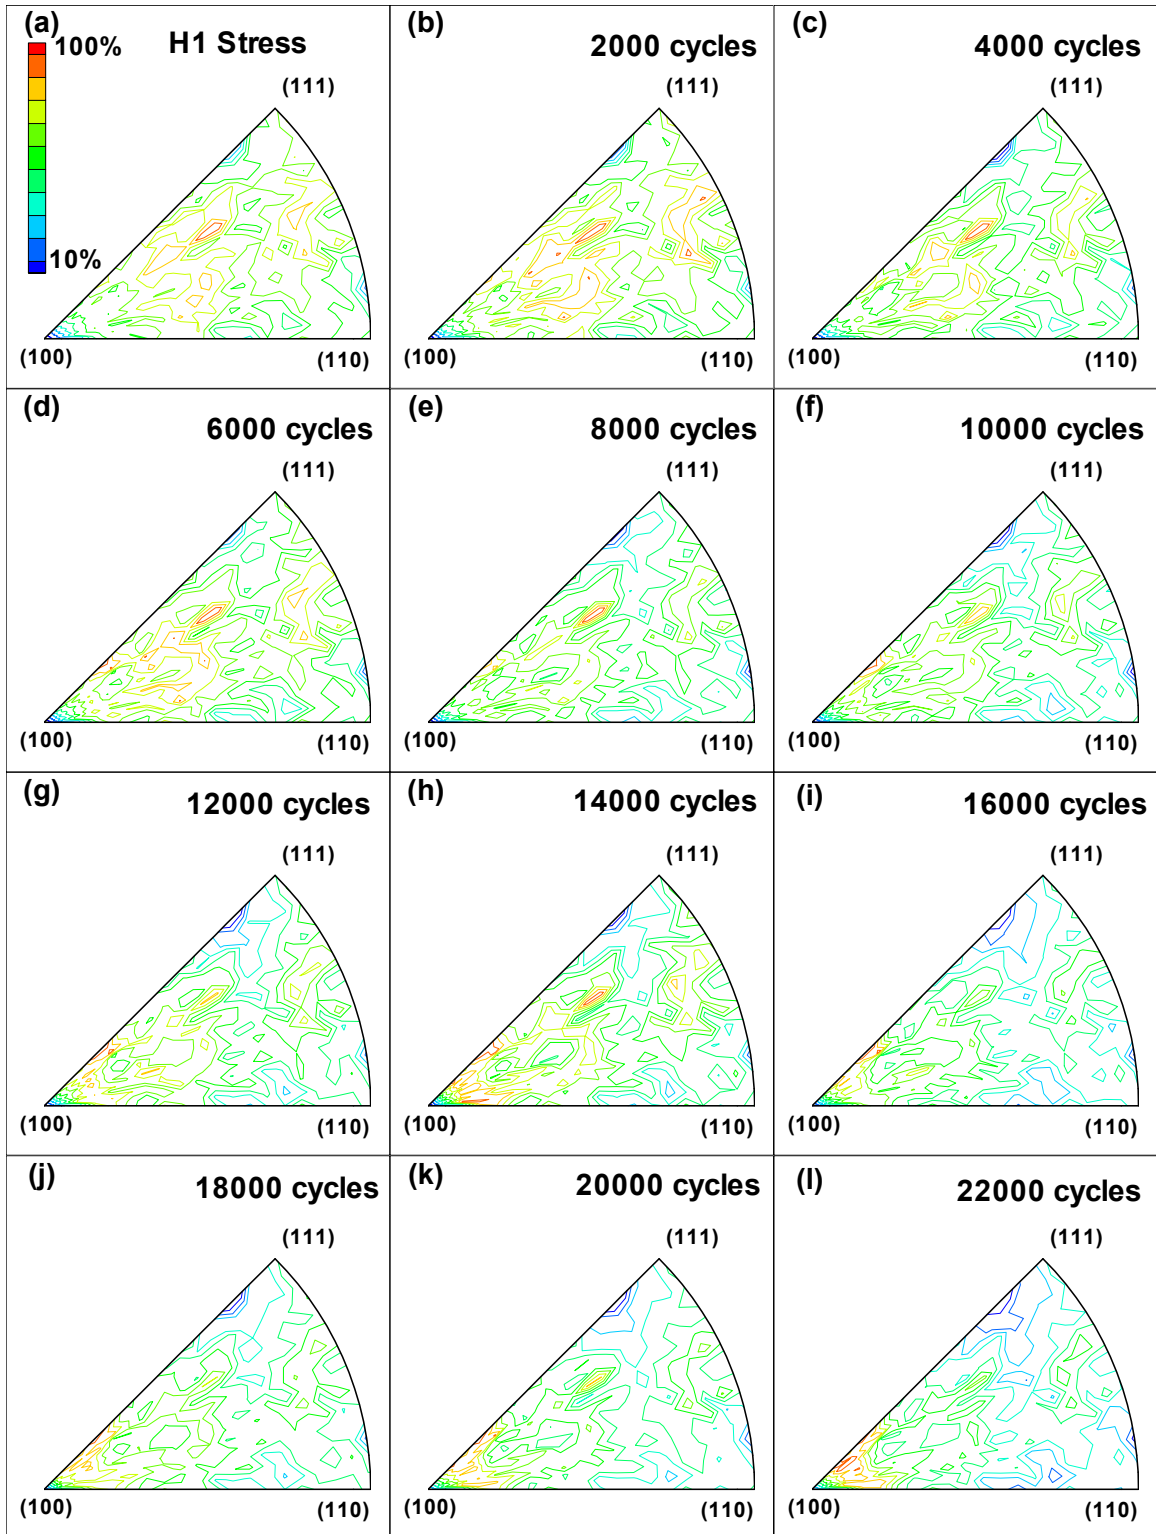 (a)
H1 Stress
100%
10%
(111)
(100)
(110)
(b)
2000 cycles
(111)
(100)
(110)
(c)
4000 cycles
(111)
(100)
(110)
(d)
6000 cycles
(111)
(100)
(110)
(e)
8000 cycles
(111)
(100)
(110)
(f)
10000 cycles
(111)
(100)
(110)
(g)
12000 cycles
(111)
(100)
(110)
(h)
14000 cycles
(111)
(100)
(110)
(i)
16000 cycles
(111)
(100)
(110)
(j)
18000 cycles
(111)
(100)
(110)
(k)
20000 cycles
(111)
(100)
(110)
(l)
22000 cycles
(111)
(100)
(110)